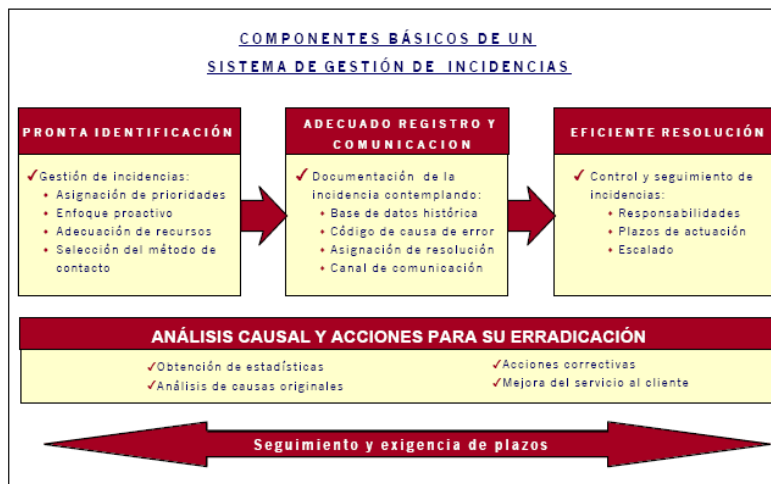 COMPONENTES BÁSICOS DE UN
SISTEMA DE GESTIÓN DE INCIDENCIAS
PRONTA IDENTIFICACIÓN
✓Gestión de incidencias:
• Asignación de prioridades
• Enfoque proactivo
• Adecuación de recursos
• Selección del método de
contacto
ADECUADO REGISTRO Y
COMUNICACION
✓Documentación de la
incidencia contemplando:
• Base de datos histórica
• Código de causa de error
• Asignación de resolución
• Canal de comunicación
EFICIENTE RESOLUCIÓN
✓Control y seguimiento de
incidencias:
• Responsabilidades
• Plazos de actuación
• Escalado
ANÁLISIS CAUSAL Y ACCIONES PARA SU ERRADICACIÓN
✓Obtención de estadísticas
✓Análisis de causas originales
✓Acciones correctivas
✓Mejora del servicio al cliente
Seguimiento y exigencia de plazos